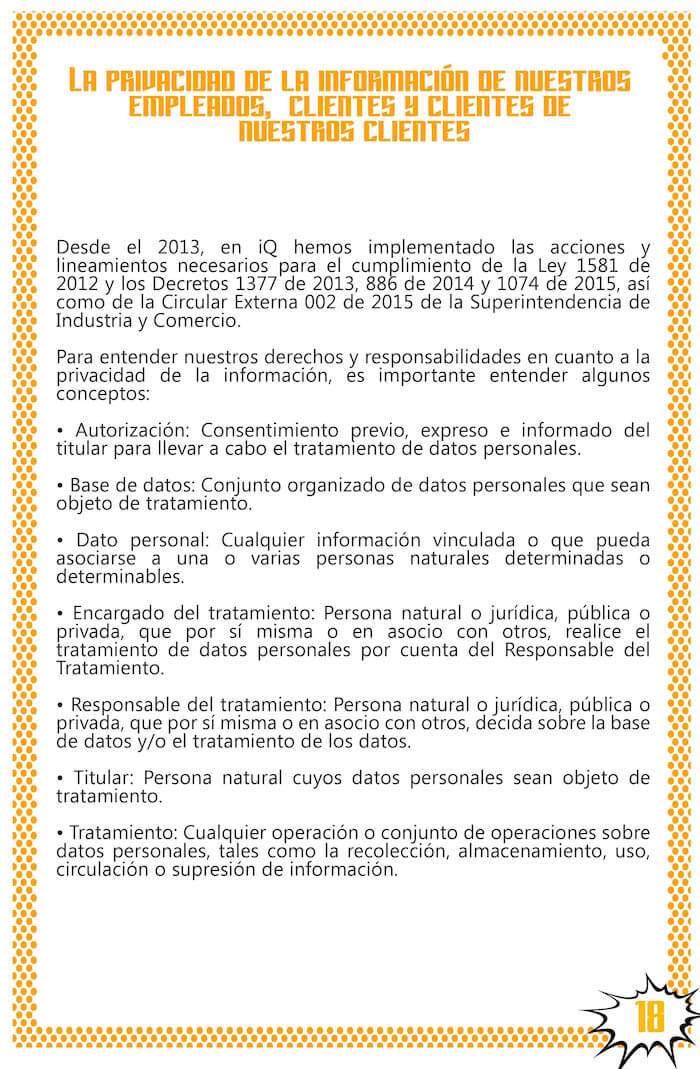 La privacidad de la información de nuestros
empleados, clientes y clientes de
nuestros clientes
Desde el 2013, en iQ hemos implementado las acciones y
lineamientos necesarios para el cumplimiento de la Ley 1581 de
2012 y los Decretos 1377 de 2013, 886 de 2014 y 1074 de 2015, así
como de la Circular Externa 002 de 2015 de la Superintendencia de
Industria y Comercio.
Para entender nuestros derechos y responsabilidades en cuanto a la
privacidad de la información, es importante entender algunos
conceptos:
• Autorización: Consentimiento previo, expreso e informado del
titular para llevar a cabo el tratamiento de datos personales.
• Base de datos: Conjunto organizado de datos personales que sean
objeto de tratamiento.
• Dato personal: Cualquier información vinculada o que pueda
asociarse a una o varias personas naturales determinadas o
determinables.
• Encargado del tratamiento: Persona natural o jurídica, pública o
privada, que por sí misma o en asocio con otros, realice el
tratamiento de datos personales por cuenta del Responsable del
Tratamiento.
• Responsable del tratamiento: Persona natural o jurídica, pública o
privada, que por sí misma o en asocio con otros, decida sobre la base
de datos y/o el tratamiento de los datos.
• Titular: Persona natural cuyos datos personales sean objeto de
tratamiento.
• Tratamiento: Cualquier operación o conjunto de operaciones sobre
datos personales, tales como la recolección, almacenamiento, uso,
circulación o supresión de información.
18